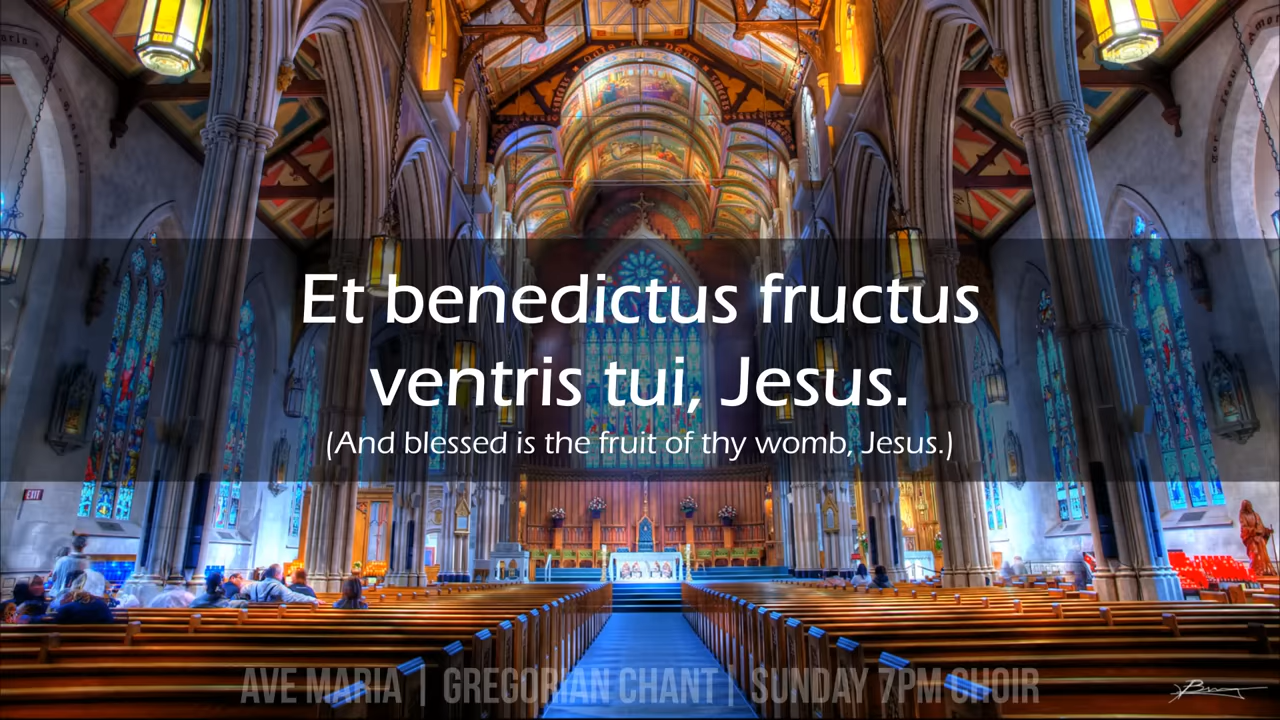 Et benedictus fructus
ventris tui, Jesus.
(And blessed is the fruit of thy womb, Jesus.)
EXIT
AVE MARIA | GREGORIAN CHANT | SUNDAY 7PM CHOIR